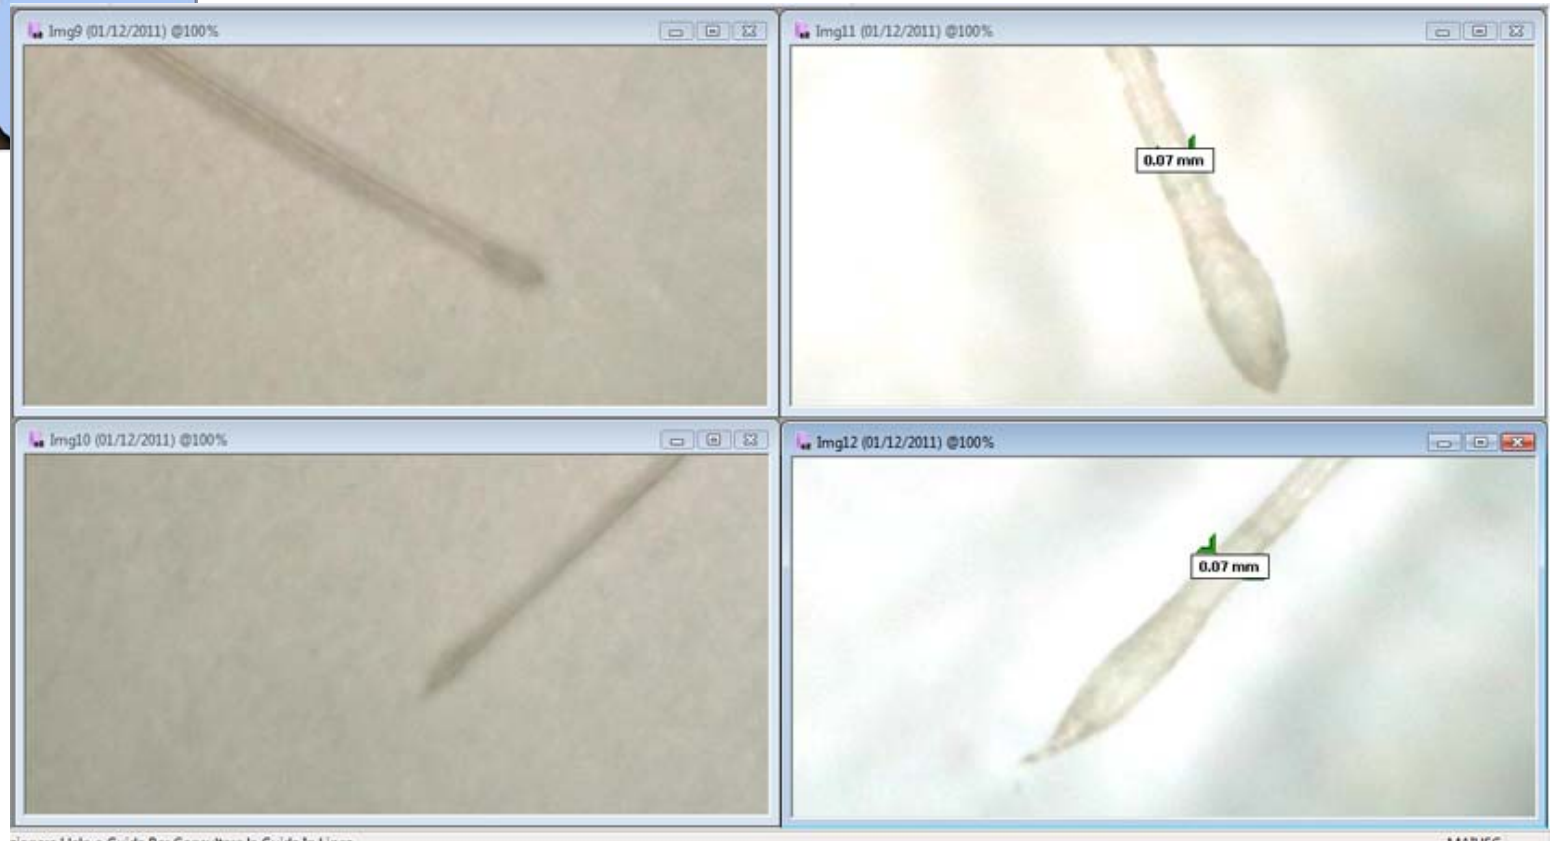 Img9 (01/12/2011) @100%
Img11 (01/12/2011) @100%
0.07 mm
Img10 (01/12/2011) @100%
Img12 (01/12/2011) @100%
0.07 mm